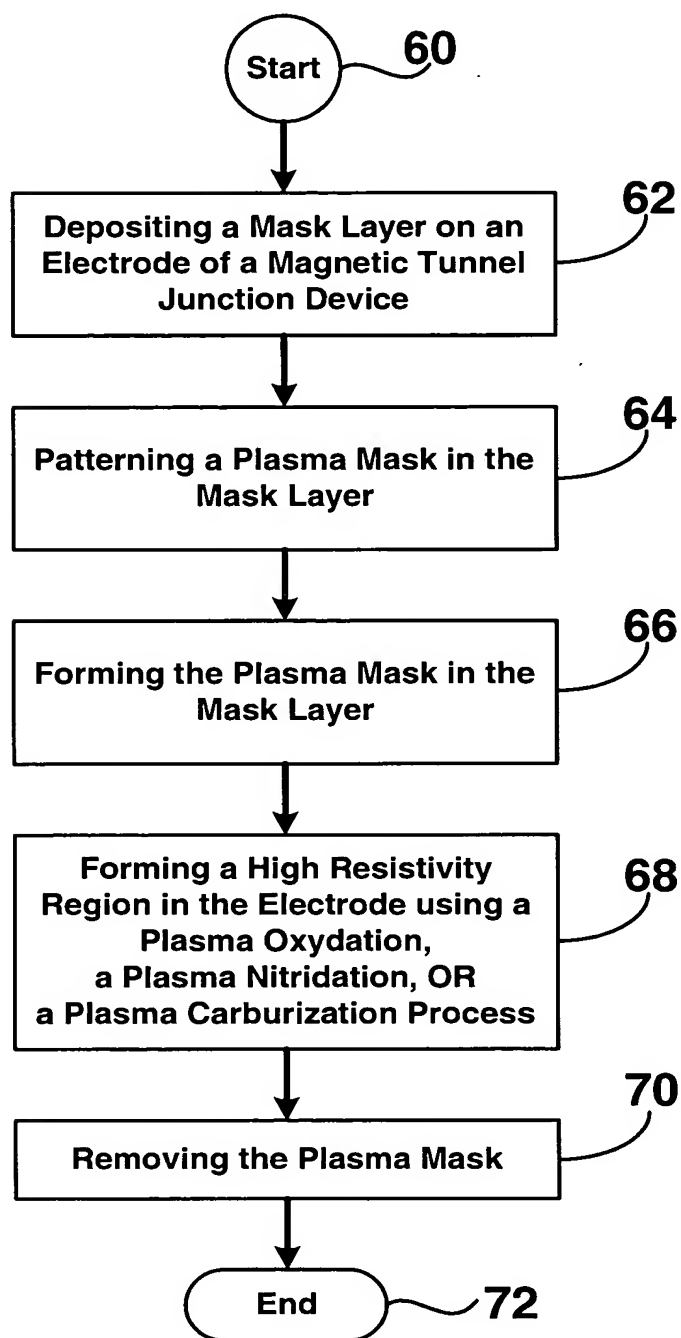 Start
60
Depositing a Mask Layer on an
Electrode of a Magnetic Tunnel
Junction Device
62
Patterning a Plasma Mask in the
Mask Layer
64
Forming the Plasma Mask in the
Mask Layer
66
Forming a High Resistivity
Region in the Electrode using a
Plasma Oxydation,
a Plasma Nitridation, OR
a Plasma Carburization Process
68
Removing the Plasma Mask
70
End
72